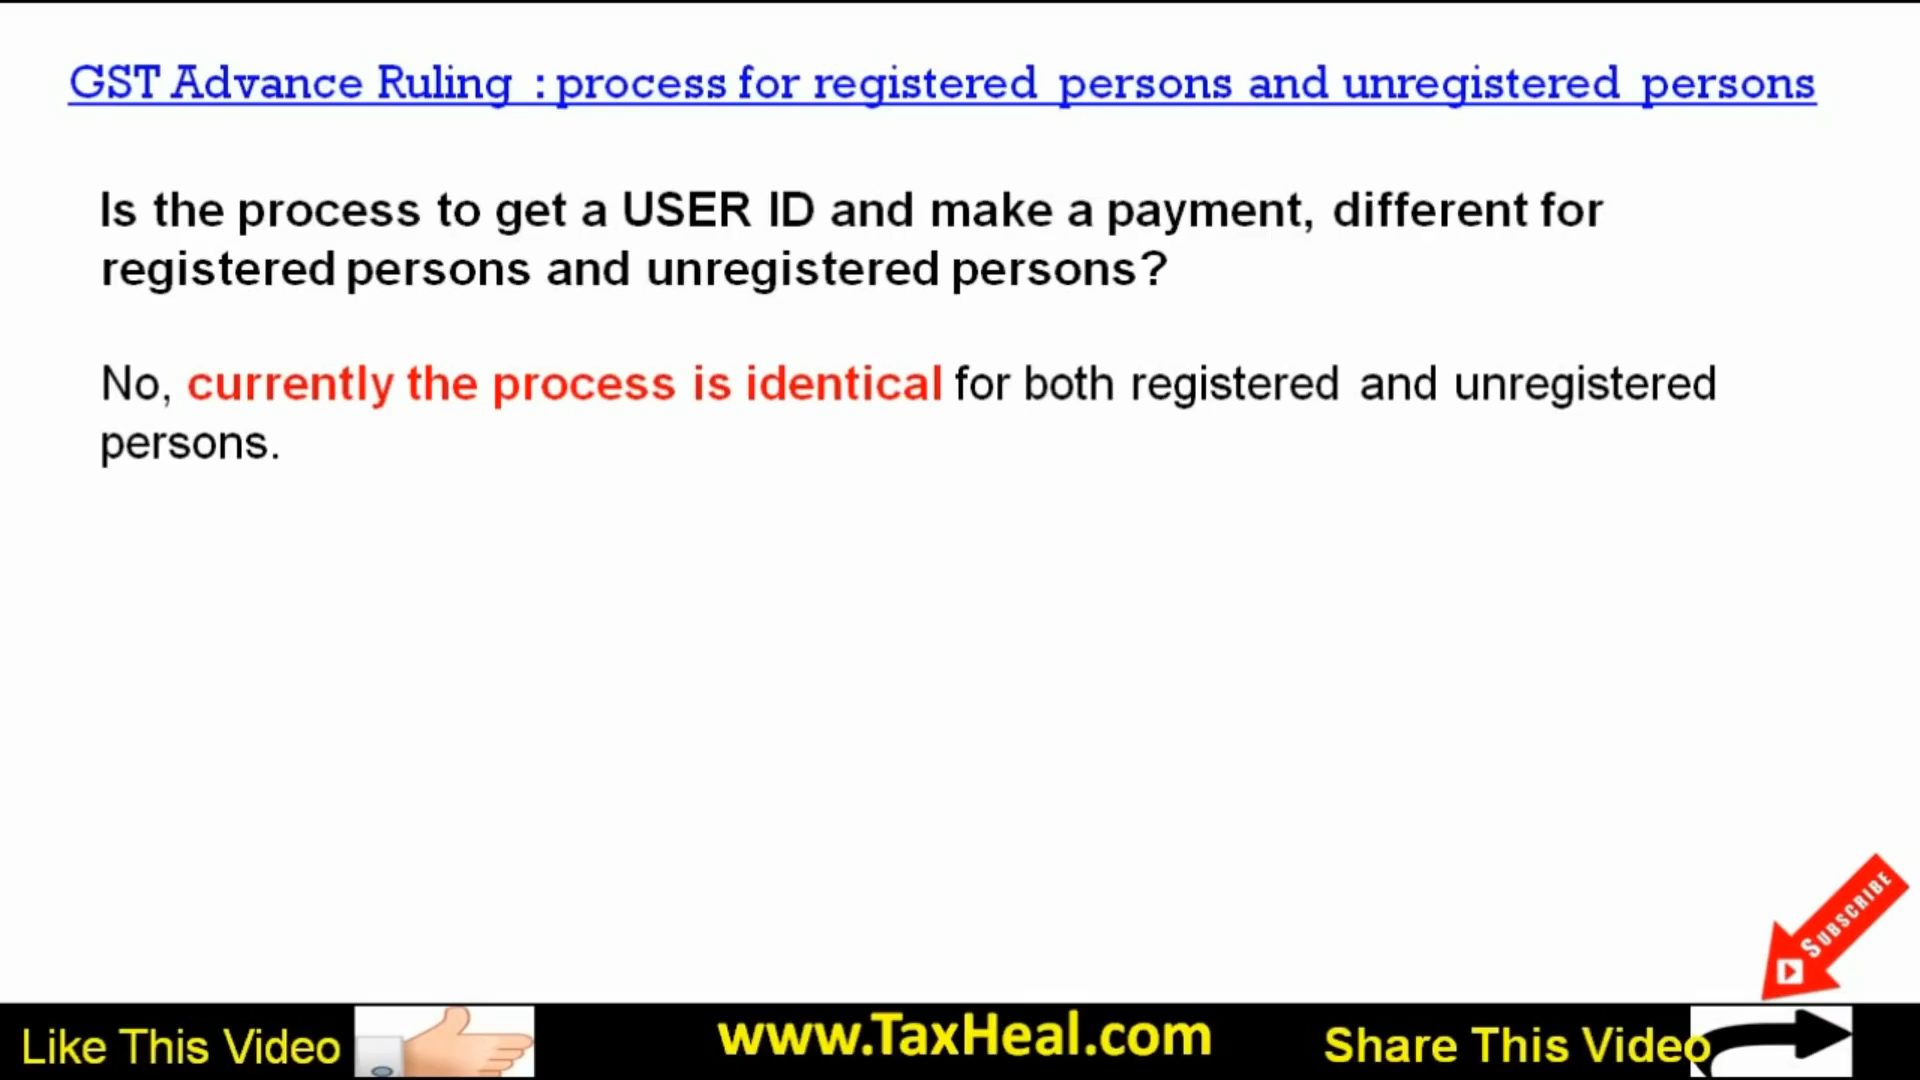 GST Advance Ruling : process for registered persons and unregistered persons
Is the process to get a USER ID and make a payment, different for
registered persons and unregistered persons?
No, currently the process is identical for both registered and unregistered
persons.
SUBSCRIBE
Like This Video
www.TaxHeal.com
Share This Video